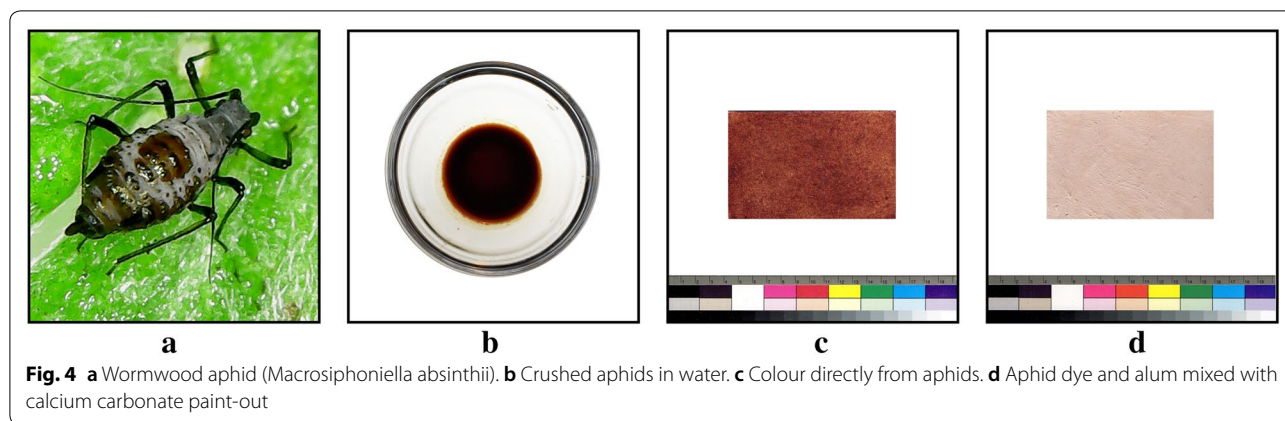 a b c d
Fig. 4 a Wormwood aphid (Macrosiphoniella absinthii). b Crushed aphids in water. c Colour directly from aphids. d Aphid dye and alum mixed with
calcium carbonate paint-out